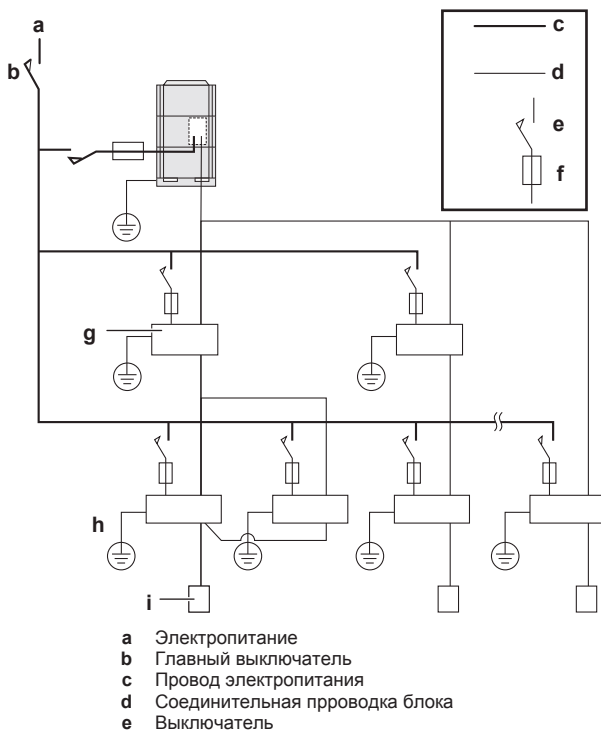 a
b
c
d
e
f
g
h
i
a Электропитание
b Главный выключатель
c Провод электропитания
d Соединительная прроводка блока
e Выключатель